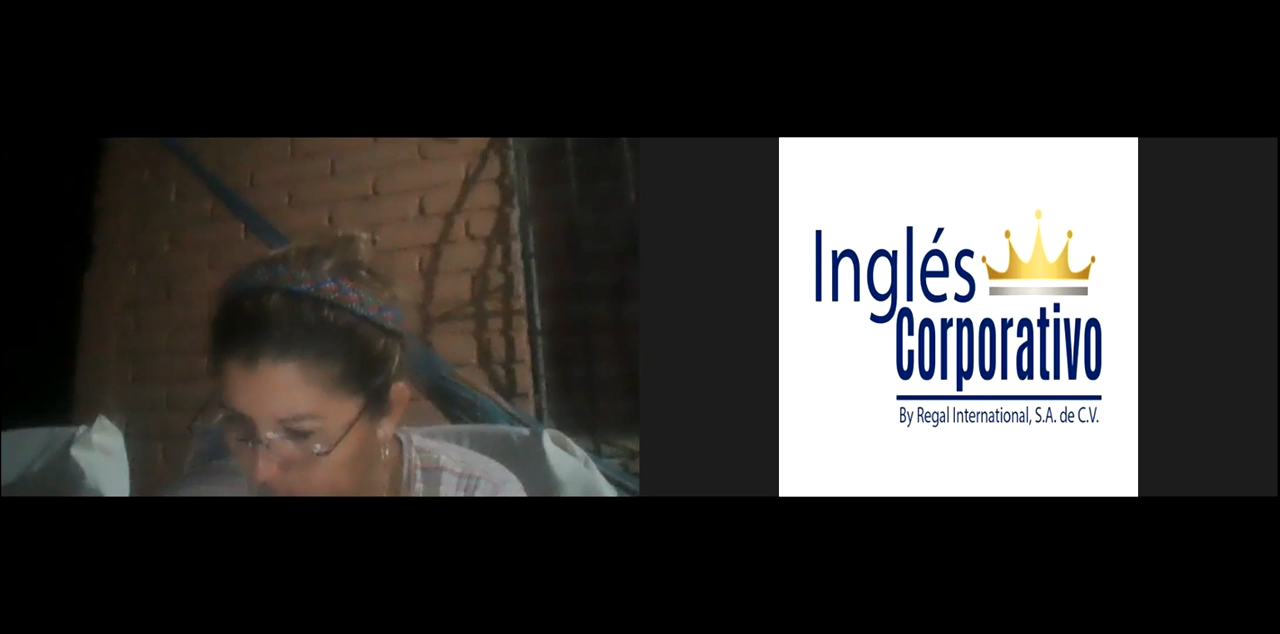 Inglés
Corporativo
By Regal International, S.A. de C.V.